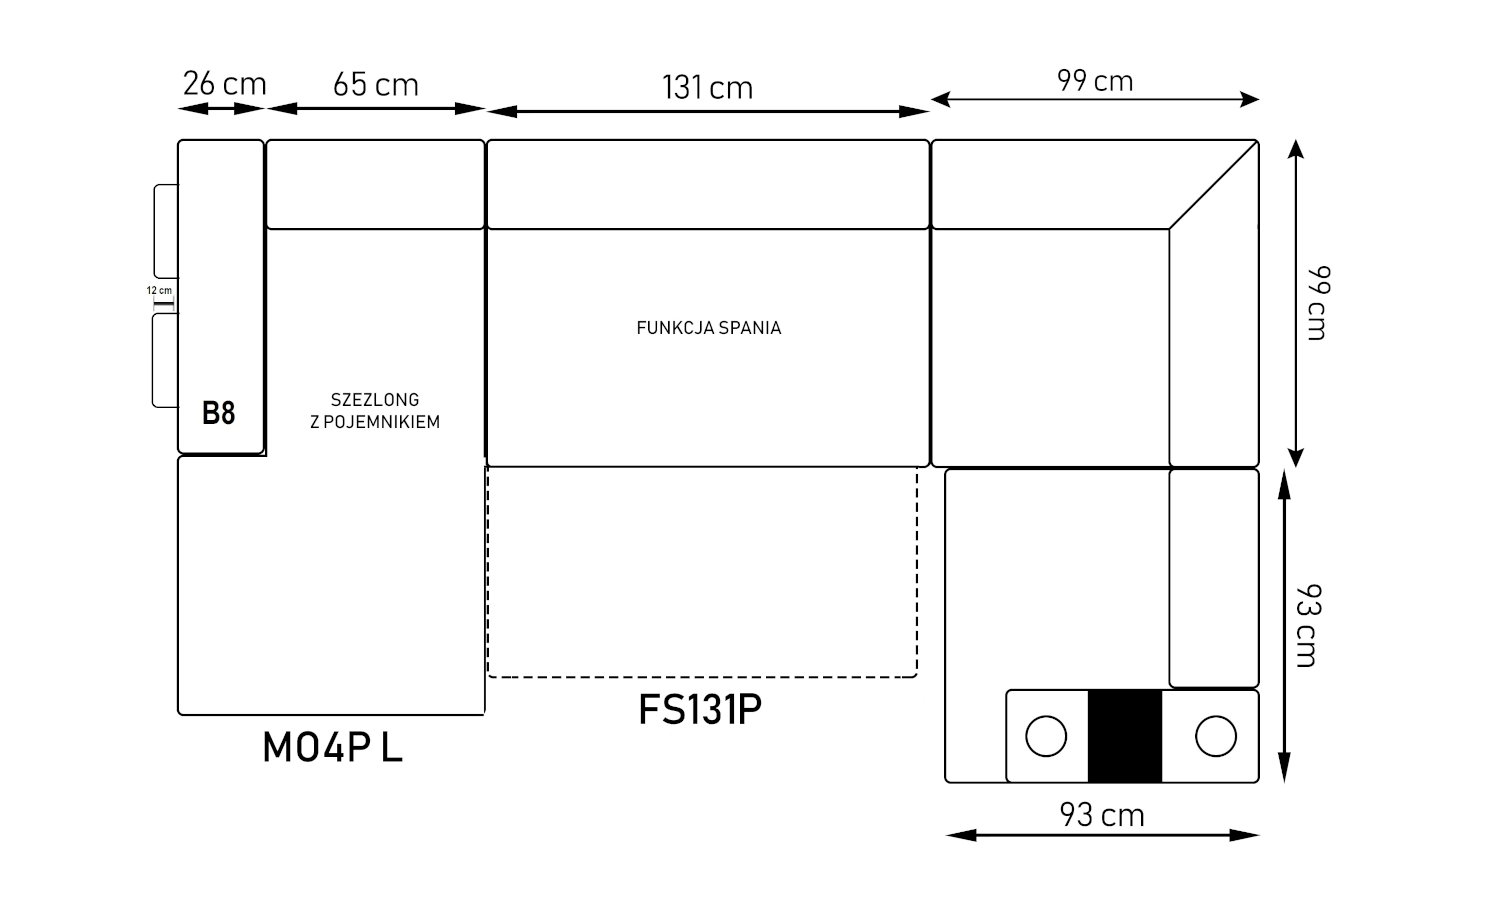 26 cm
65 cm
131 cm
99 cm
99 cm
12 cm
B8
SZEZLONG
Z POJEMNIKIEM
FUNKCJA SPANIA
93 cm
FS131P
MO4P L
93 cm